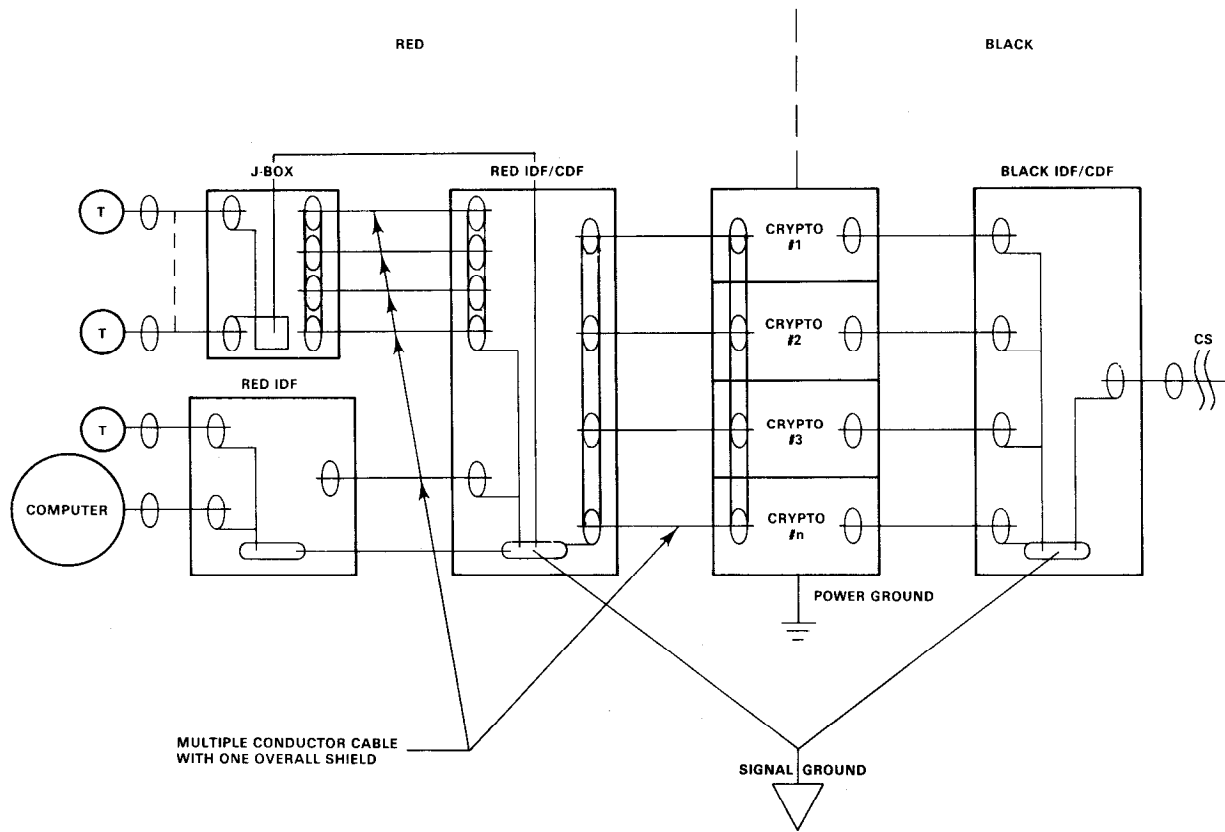 RED
BLACK
J-BOX
RED IDF/CDF
BLACK IDF/CDF
T
CRYPTO
#1
T
CRYPTO
#2
CS
RED IDF
T
CRYPTO
#3
COMPUTER
CRYPTO
#n
POWER GROUND
MULTIPLE CONDUCTOR CABLE
WITH ONE OVERALL SHIELD
SIGNAL GROUND